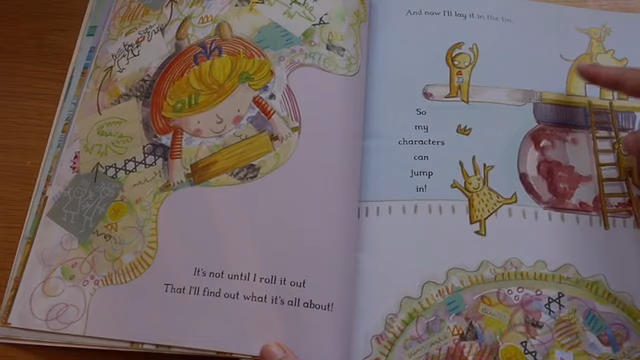 It's not until I roll it out
That I'll find out what it's all about!
And now I'll lay it in the tin.
So
my
characters
can
jump
in!